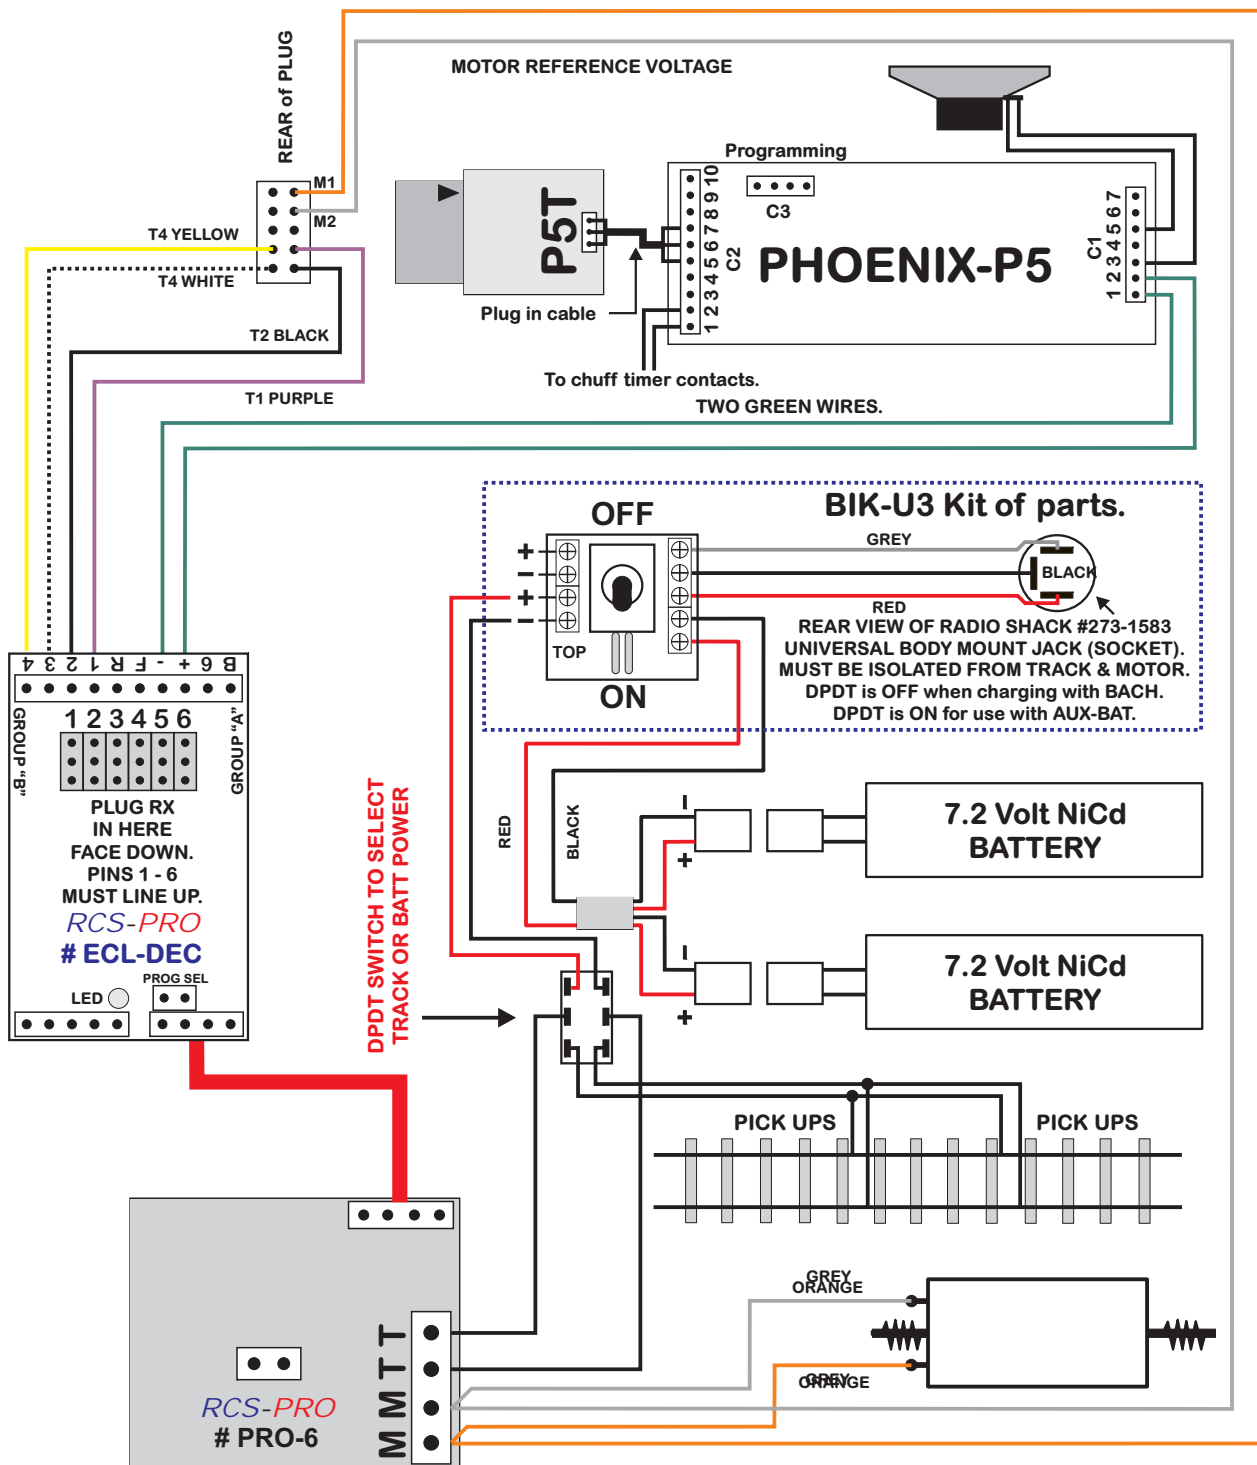 MOTOR REFERENCE VOLTAGE
REAR of PLUG
M1
M2
T4 YELLOW
T4 WHITE
T2 BLACK
T1 PURPLE
P5T
Plug in cable
Programming
C3
1 2 3 4 5 6 7 8 9 10
C2
PHOENIX-P5
C1
1 2 3 4 5 6 7
To chuff timer contacts.
TWO GREEN WIRES.
BIK-U3 Kit of parts.
OFF
+
–
+
–
TOP
ON
GREY
BLACK
RED
REAR VIEW OF RADIO SHACK #273-1583
UNIVERSAL BODY MOUNT JACK (SOCKET).
MUST BE ISOLATED FROM TRACK & MOTOR.
DPDT is OFF when charging with BACH.
DPDT is ON for use with AUX-BAT.
4 3 2 1 R F - + 6 B
GROUP "B"
GROUP "A"
1 2 3 4 5 6
PLUG RX
IN HERE
FACE DOWN.
PINS 1 - 6
MUST LINE UP.
RCS-PRO
# ECL-DEC
PROG SEL
LED
DPDT SWITCH TO SELECT
TRACK OR BATT POWER
RED
BLACK
–
+
7.2 Volt NiCd
BATTERY
–
+
7.2 Volt NiCd
BATTERY
PICK UPS
PICK UPS
GREY
ORANGE
GREY
ORANGE
M M T T
RCS-PRO
# PRO-6